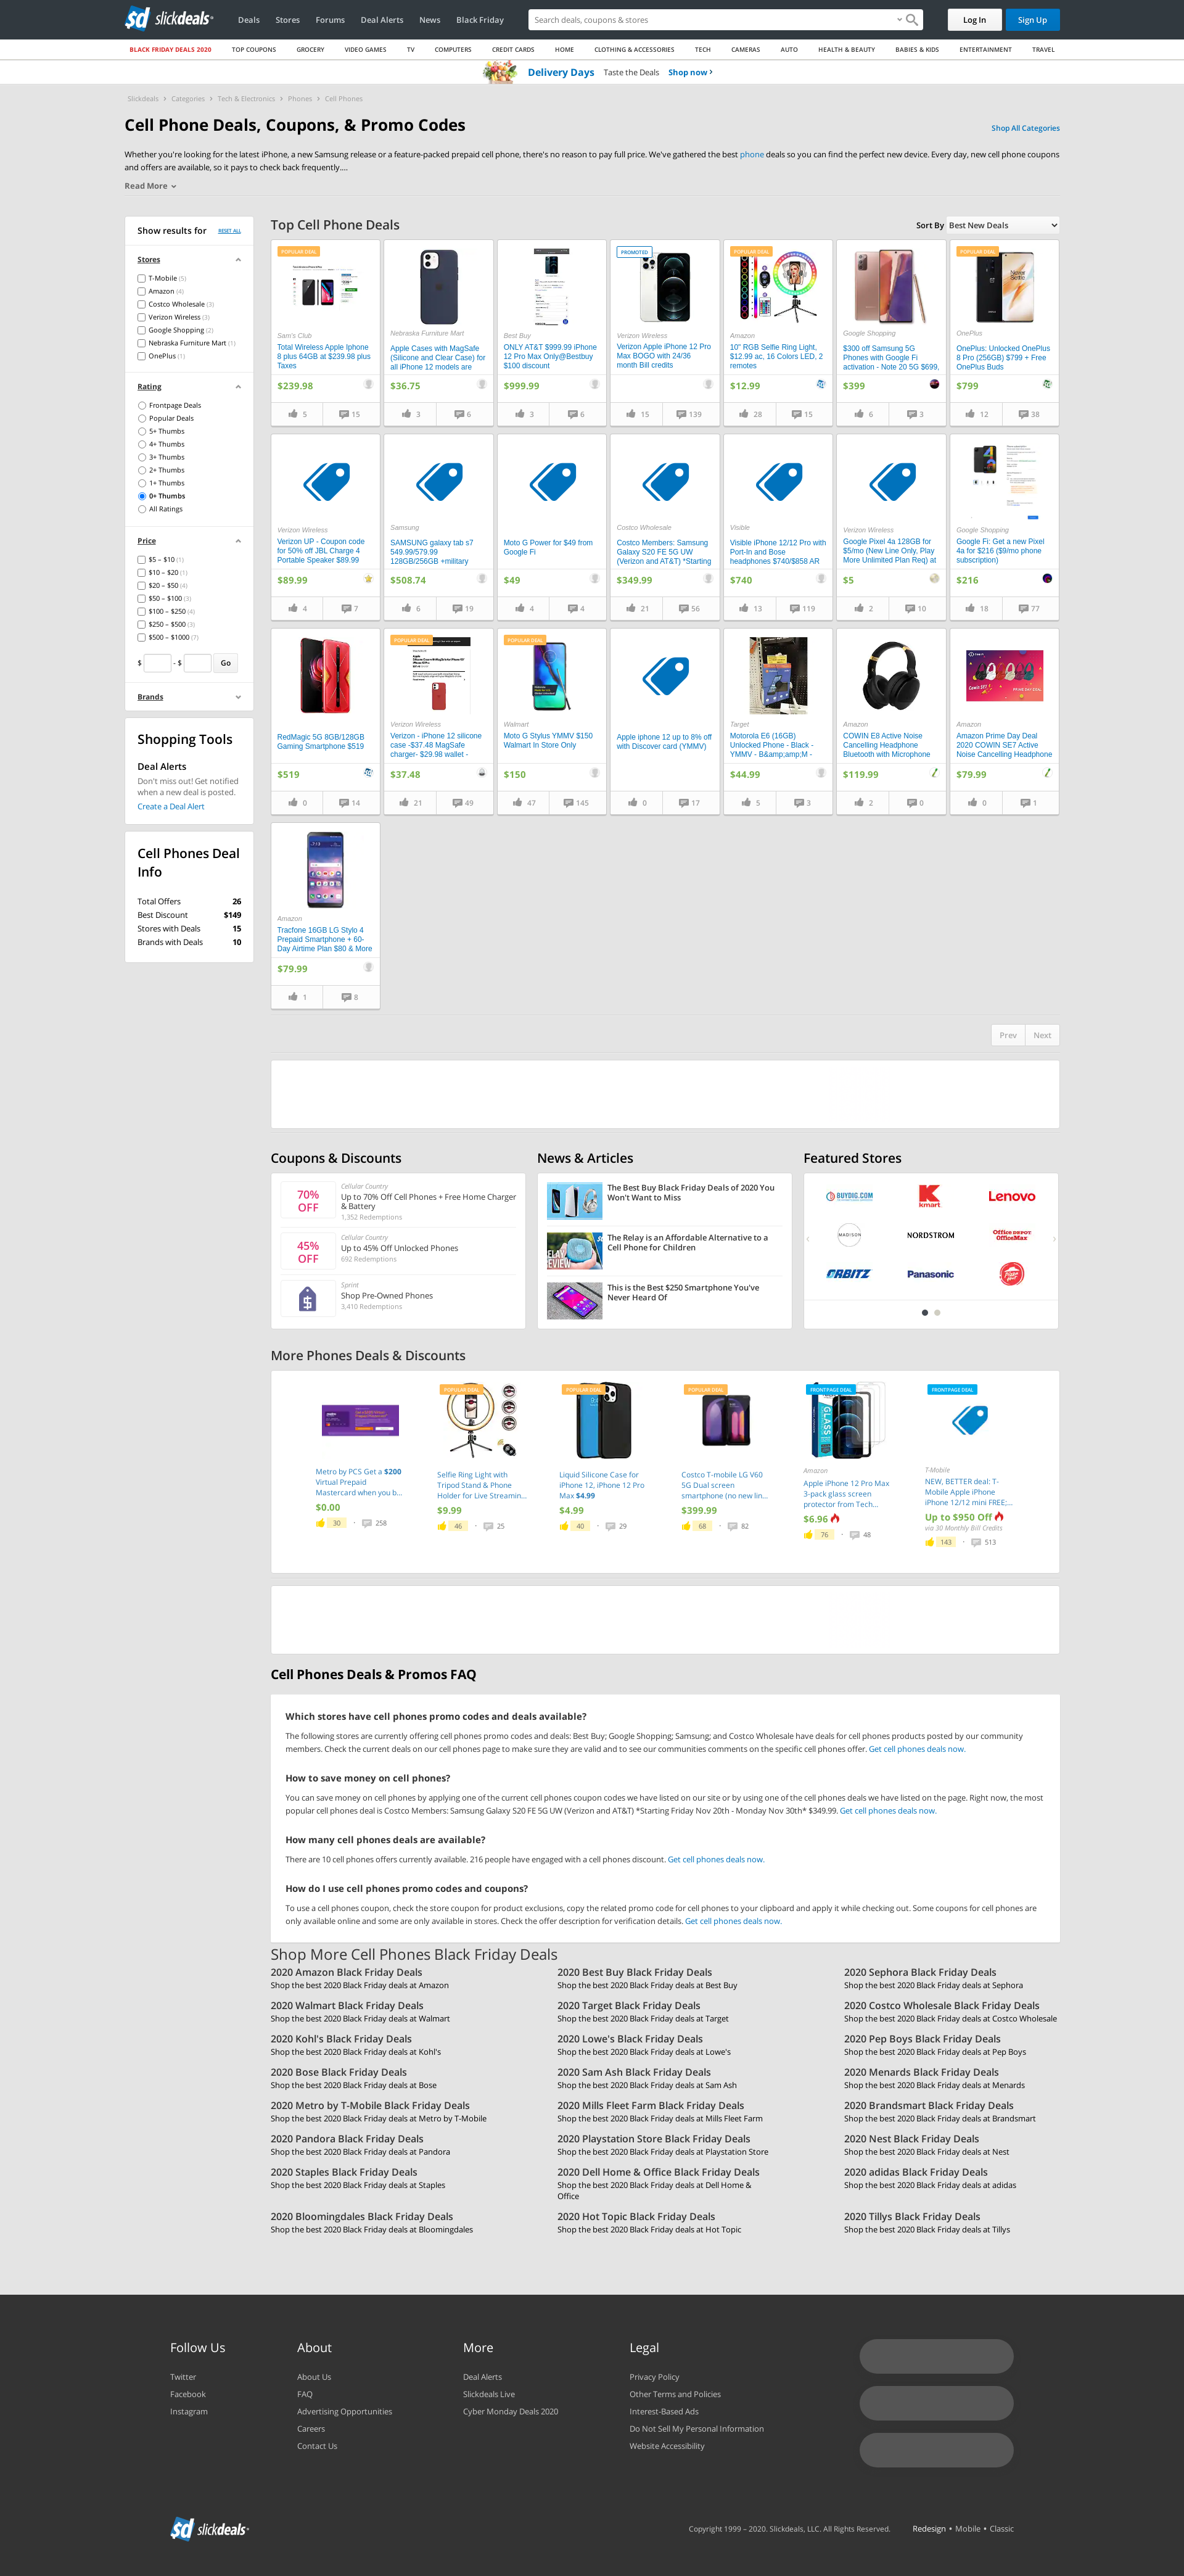 sd slickdeals
Deals Stores Forums Deal Alerts News Black Friday
Search deals, coupons & stores
Log In Sign Up
BLACK FRIDAY DEALS 2020 TOP COUPONS GROCERY VIDEO GAMES TV COMPUTERS CREDIT CARDS HOME CLOTHING & ACCESSORIES TECH CAMERAS AUTO HEALTH & BEAUTY BABIES & KIDS ENTERTAINMENT TRAVEL
Delivery Days Taste the Deals Shop now ›
Slickdeals › Categories › Tech & Electronics › Phones › Cell Phones
Cell Phone Deals, Coupons, & Promo Codes
Shop All Categories
Whether you're looking for the latest iPhone, a new Samsung release or a feature-packed prepaid cell phone, there's no reason to pay full price. We've gathered the best phone deals so you can find the perfect new device. Every day, new cell phone coupons
and offers are available, so it pays to check back frequently....
Read More
Show results for RESET ALL
Stores
T-Mobile (5)
Amazon (4)
Costco Wholesale (3)
Verizon Wireless (3)
Google Shopping (2)
Nebraska Furniture Mart (1)
OnePlus (1)
Rating
Frontpage Deals
Popular Deals
5+ Thumbs
4+ Thumbs
3+ Thumbs
2+ Thumbs
1+ Thumbs
0+ Thumbs
All Ratings
Price
$5 – $10 (1)
$10 – $20 (1)
$20 – $50 (4)
$50 – $100 (3)
$100 – $250 (4)
$250 – $500 (3)
$500 – $1000 (7)
$ - $ Go
Brands
Shopping Tools
Deal Alerts
Don't miss out! Get notified
when a new deal is posted.
Create a Deal Alert
Cell Phones Deal
Info
Total Offers 26
Best Discount $149
Stores with Deals 15
Brands with Deals 10
Top Cell Phone Deals
Sort By Best New Deals
POPULAR DEAL
Sam's Club
Total Wireless Apple Iphone
8 plus 64GB at $239.98 plus
Taxes
$239.98
5 15
Nebraska Furniture Mart
Apple Cases with MagSafe
(Silicone and Clear Case) for
all iPhone 12 models are
$36.75
3 6
Best Buy
ONLY AT&T $999.99 iPhone
12 Pro Max Only@Bestbuy
$100 discount
$999.99
3 6
PROMOTED
Verizon Wireless
Verizon Apple iPhone 12 Pro
Max BOGO with 24/36
month Bill credits
15 139
POPULAR DEAL
Amazon
10" RGB Selfie Ring Light,
$12.99 ac, 16 Colors LED, 2
remotes
$12.99
28 15
Google Shopping
$300 off Samsung 5G
Phones with Google Fi
activation - Note 20 5G $699,
$399
6 3
POPULAR DEAL
OnePlus
OnePlus: Unlocked OnePlus
8 Pro (256GB) $799 + Free
OnePlus Buds
$799
12 38
Verizon Wireless
Verizon UP - Coupon code
for 50% off JBL Charge 4
Portable Speaker $89.99
$89.99
4 7
Samsung
SAMSUNG galaxy tab s7
549.99/579.99
128GB/256GB +military
$508.74
6 19
Moto G Power for $49 from
Google Fi
$49
4 4
Costco Wholesale
Costco Members: Samsung
Galaxy S20 FE 5G UW
(Verizon and AT&T) *Starting
$349.99
21 56
Visible
Visible iPhone 12/12 Pro with
Port-In and Bose
headphones $740/$858 AR
$740
13 119
Verizon Wireless
Google Pixel 4a 128GB for
$5/mo (New Line Only, Play
More Unlimited Plan Req) at
$5
2 10
Google Shopping
Google Fi: Get a new Pixel
4a for $216 ($9/mo phone
subscription)
$216
18 77
RedMagic 5G 8GB/128GB
Gaming Smartphone $519
$519
0 14
POPULAR DEAL
Verizon Wireless
Verizon - iPhone 12 silicone
case -$37.48 MagSafe
charger- $29.98 wallet -
$37.48
21 49
POPULAR DEAL
Walmart
Moto G Stylus YMMV $150
Walmart In Store Only
$150
47 145
Apple iphone 12 up to 8% off
with Discover card (YMMV)
0 17
Target
Motorola E6 (16GB)
Unlocked Phone - Black -
YMMV - B&amp;amp;M -
$44.99
5 3
Amazon
COWIN E8 Active Noise
Cancelling Headphone
Bluetooth with Microphone
$119.99
2 0
Amazon
Amazon Prime Day Deal
2020 COWIN SE7 Active
Noise Cancelling Headphone
$79.99
0 1
Amazon
Tracfone 16GB LG Stylo 4
Prepaid Smartphone + 60-
Day Airtime Plan $80 & More
$79.99
1 8
Prev Next
Coupons & Discounts
70%
OFF
Cellular Country
Up to 70% Off Cell Phones + Free Home Charger
& Battery
1,352 Redemptions
45%
OFF
Cellular Country
Up to 45% Off Unlocked Phones
692 Redemptions
Sprint
Shop Pre-Owned Phones
3,410 Redemptions
News & Articles
The Best Buy Black Friday Deals of 2020 You
Won't Want to Miss
The Relay is an Affordable Alternative to a
Cell Phone for Children
This is the Best $250 Smartphone You've
Never Heard Of
Featured Stores
BUYDIG.COM kmart Lenovo
MADISON NORDSTROM Office DEPOT OfficeMax
ORBITZ Panasonic Pizza Hut
More Phones Deals & Discounts
Metro by PCS Get a $200
Virtual Prepaid
Mastercard when you b...
$0.00
30 258
POPULAR DEAL
Selfie Ring Light with
Tripod Stand & Phone
Holder for Live Streamin...
$9.99
46 25
POPULAR DEAL
Liquid Silicone Case for
iPhone 12, iPhone 12 Pro
Max $4.99
$4.99
40 29
POPULAR DEAL
Costco T-mobile LG V60
5G Dual screen
smartphone (no new lin...
$399.99
68 82
FRONTPAGE DEAL
Amazon
Apple iPhone 12 Pro Max
3-pack glass screen
protector from Tech...
$6.96
76 48
FRONTPAGE DEAL
T-Mobile
NEW, BETTER deal: T-
Mobile Apple iPhone
iPhone 12/12 mini FREE;...
Up to $950 Off
via 30 Monthly Bill Credits
143 513
Cell Phones Deals & Promos FAQ
Which stores have cell phones promo codes and deals available?
The following stores are currently offering cell phones promo codes and deals: Best Buy; Google Shopping; Samsung; and Costco Wholesale have deals for cell phones products posted by our community
members. Check the current deals on our cell phones page to make sure they are valid and to see our communities comments on the specific cell phones offer. Get cell phones deals now.
How to save money on cell phones?
You can save money on cell phones by applying one of the current cell phones coupon codes we have listed on our site or by using one of the cell phones deals we have listed on the page. Right now, the most
popular cell phones deal is Costco Members: Samsung Galaxy S20 FE 5G UW (Verizon and AT&T) *Starting Friday Nov 20th - Monday Nov 30th* $349.99. Get cell phones deals now.
How many cell phones deals are available?
There are 10 cell phones offers currently available. 216 people have engaged with a cell phones discount. Get cell phones deals now.
How do I use cell phones promo codes and coupons?
To use a cell phones coupon, check the store coupon for product exclusions, copy the related promo code for cell phones to your clipboard and apply it while checking out. Some coupons for cell phones are
only available online and some are only available in stores. Check the offer description for verification details. Get cell phones deals now.
Shop More Cell Phones Black Friday Deals
2020 Amazon Black Friday Deals
Shop the best 2020 Black Friday deals at Amazon
2020 Best Buy Black Friday Deals
Shop the best 2020 Black Friday deals at Best Buy
2020 Sephora Black Friday Deals
Shop the best 2020 Black Friday deals at Sephora
2020 Walmart Black Friday Deals
Shop the best 2020 Black Friday deals at Walmart
2020 Target Black Friday Deals
Shop the best 2020 Black Friday deals at Target
2020 Costco Wholesale Black Friday Deals
Shop the best 2020 Black Friday deals at Costco Wholesale
2020 Kohl's Black Friday Deals
Shop the best 2020 Black Friday deals at Kohl's
2020 Lowe's Black Friday Deals
Shop the best 2020 Black Friday deals at Lowe's
2020 Pep Boys Black Friday Deals
Shop the best 2020 Black Friday deals at Pep Boys
2020 Bose Black Friday Deals
Shop the best 2020 Black Friday deals at Bose
2020 Sam Ash Black Friday Deals
Shop the best 2020 Black Friday deals at Sam Ash
2020 Menards Black Friday Deals
Shop the best 2020 Black Friday deals at Menards
2020 Metro by T-Mobile Black Friday Deals
Shop the best 2020 Black Friday deals at Metro by T-Mobile
2020 Mills Fleet Farm Black Friday Deals
Shop the best 2020 Black Friday deals at Mills Fleet Farm
2020 Brandsmart Black Friday Deals
Shop the best 2020 Black Friday deals at Brandsmart
2020 Pandora Black Friday Deals
Shop the best 2020 Black Friday deals at Pandora
2020 Playstation Store Black Friday Deals
Shop the best 2020 Black Friday deals at Playstation Store
2020 Nest Black Friday Deals
Shop the best 2020 Black Friday deals at Nest
2020 Staples Black Friday Deals
Shop the best 2020 Black Friday deals at Staples
2020 Dell Home & Office Black Friday Deals
Shop the best 2020 Black Friday deals at Dell Home &
Office
2020 adidas Black Friday Deals
Shop the best 2020 Black Friday deals at adidas
2020 Bloomingdales Black Friday Deals
Shop the best 2020 Black Friday deals at Bloomingdales
2020 Hot Topic Black Friday Deals
Shop the best 2020 Black Friday deals at Hot Topic
2020 Tillys Black Friday Deals
Shop the best 2020 Black Friday deals at Tillys
Follow Us
Twitter
Facebook
Instagram
About
About Us
FAQ
Advertising Opportunities
Careers
Contact Us
More
Deal Alerts
Slickdeals Live
Cyber Monday Deals 2020
Legal
Privacy Policy
Other Terms and Policies
Interest-Based Ads
Do Not Sell My Personal Information
Website Accessibility
sd slickdeals
Copyright 1999 – 2020. Slickdeals, LLC. All Rights Reserved. Redesign • Mobile • Classic